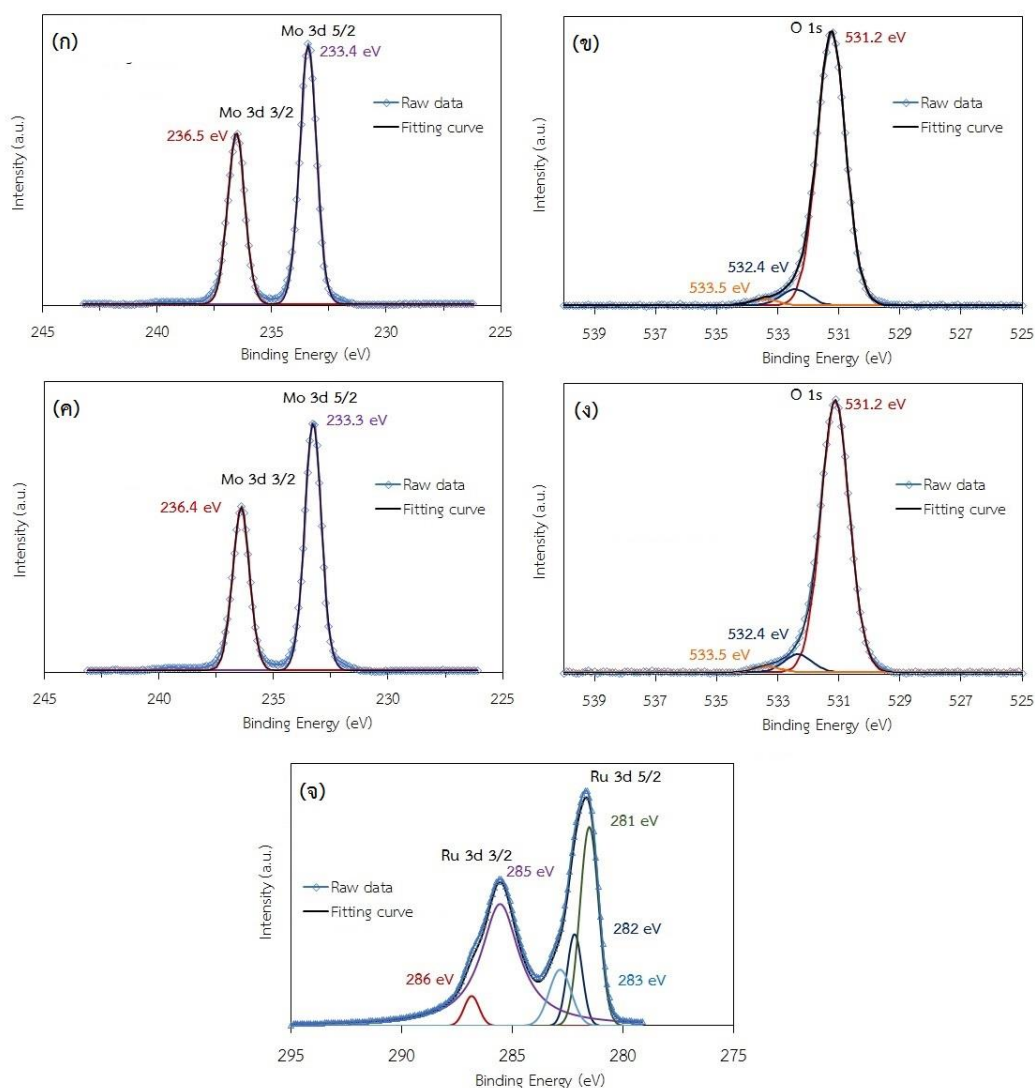 (ก)
Mo 3d 5/2
233.4 eV
Mo 3d 3/2
236.5 eV
Raw data
Fitting curve
Intensity (a.u.)
245
240
235
230
225
Binding Energy (eV)
(ข)
O 1s
531.2 eV
Raw data
Fitting curve
532.4 eV
533.5 eV
Intensity (a.u.)
539
537
535
533
531
529
527
525
Binding Energy (eV)
(ค)
Mo 3d 5/2
233.3 eV
Mo 3d 3/2
236.4 eV
Raw data
Fitting curve
Intensity (a.u.)
245
240
235
230
225
Binding Energy (eV)
(ง)
O 1s
531.2 eV
Raw data
Fitting curve
532.4 eV
533.5 eV
Intensity (a.u.)
539
537
535
533
531
529
527
525
Binding Energy (eV)
(จ)
Ru 3d 5/2
281 eV
Ru 3d 3/2
285 eV
Raw data
Fitting curve
282 eV
286 eV
283 eV
Intensity (a.u.)
295
290
285
280
275
Binding Energy (eV)